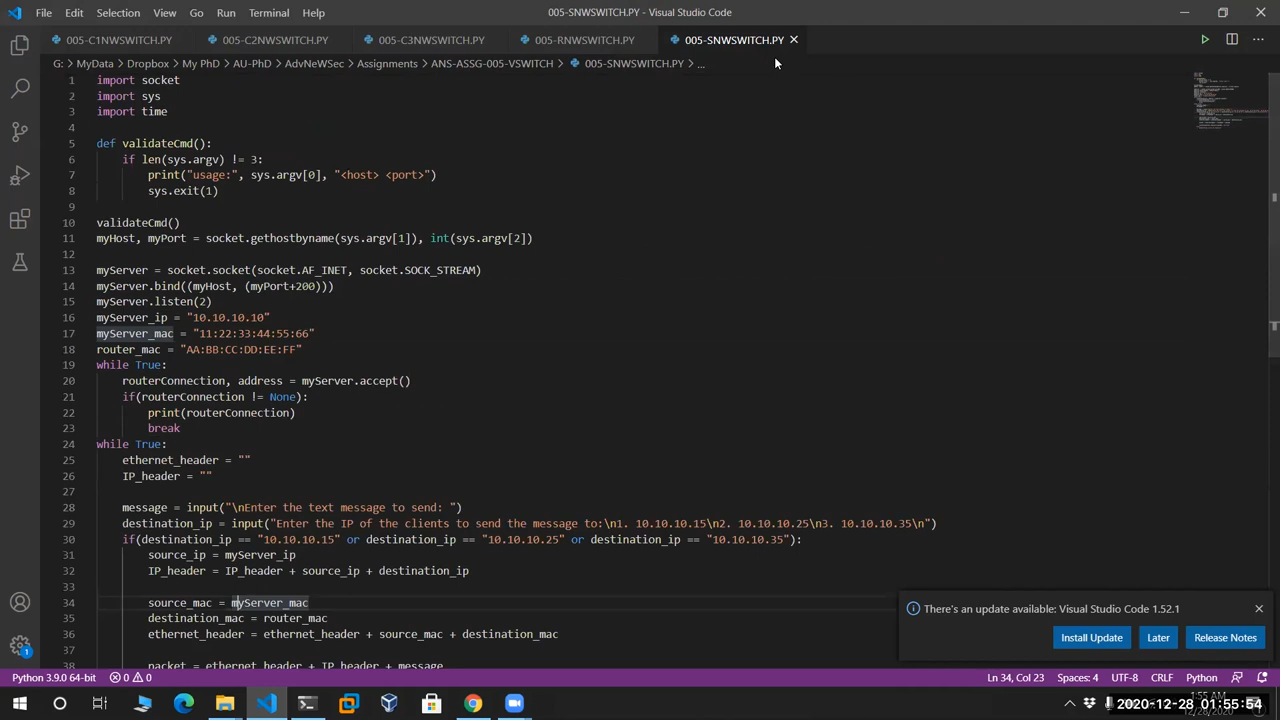 File Edit Selection View Go Run Terminal Help 005-SNWSWITCH.PY - Visual Studio Code
005-C1NWSWITCH.PY 005-C2NWSWITCH.PY 005-C3NWSWITCH.PY 005-RNWSWITCH.PY 005-SNWSWITCH.PY
G: > MyData > Dropbox > My PhD > AU-PhD > AdvNeWSec > Assignments > ANS-ASSG-005-VSWITCH > 005-SNWSWITCH.PY > ...
1 import socket
2 import sys
3 import time
4
5 def validateCmd():
6 if len(sys.argv) != 3:
7 print("usage:", sys.argv[0], "<host> <port>")
8 sys.exit(1)
9
10 validateCmd()
11 myHost, myPort = socket.gethostbyname(sys.argv[1]), int(sys.argv[2])
12
13 myServer = socket.socket(socket.AF_INET, socket.SOCK_STREAM)
14 myServer.bind((myHost, (myPort+200)))
15 myServer.listen(2)
16 myServer_ip = "10.10.10.10"
17 myServer_mac = "11:22:33:44:55:66"
18 router_mac = "AA:BB:CC:DD:EE:FF"
19 while True:
20 routerConnection, address = myServer.accept()
21 if(routerConnection != None):
22 print(routerConnection)
23 break
24 while True:
25 ethernet_header = ""
26 IP_header = ""
27
28 message = input("\nEnter the text message to send: ")
29 destination_ip = input("Enter the IP of the clients to send the message to:\n1. 10.10.10.15\n2. 10.10.10.25\n3. 10.10.10.35\n")
30 if(destination_ip == "10.10.10.15" or destination_ip == "10.10.10.25" or destination_ip == "10.10.10.35"):
31 source_ip = myServer_ip
32 IP_header = IP_header + source_ip + destination_ip
33
34 source_mac = myServer_mac
35 destination_mac = router_mac
36 ethernet_header = ethernet_header + source_mac + destination_mac
37
38 packet = ethernet_header + IP_header + message
There's an update available: Visual Studio Code 1.52.1
Install Update Later Release Notes
1
Python 3.9.0 64-bit 0 0 Ln 34, Col 23 Spaces: 4 UTF-8 CRLF Python
1:55 AM
2020-12-28 01:55:54
12/28/2020